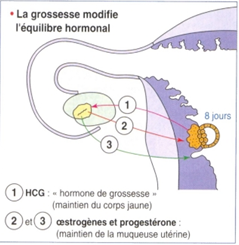 • La grossesse modifie
l'équilibre hormonal
1
2
3
8 jours
1 HCG : « hormone de grossesse »
(maintien du corps jaune)
2 et 3 œstrogènes et progestérone :
(maintien de la muqueuse utérine)